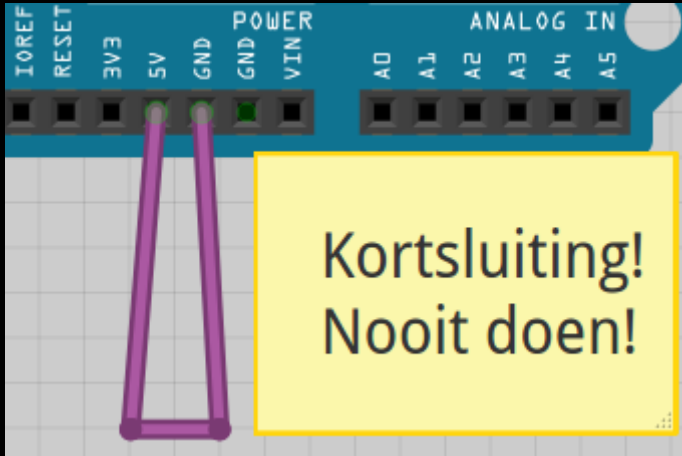 POWER
ANALOG IN
IOREF
RESET
3V3
5V
GND
GND
VIN
A0
A1
A2
A3
A4
A5
Kortsluiting!
Nooit doen!